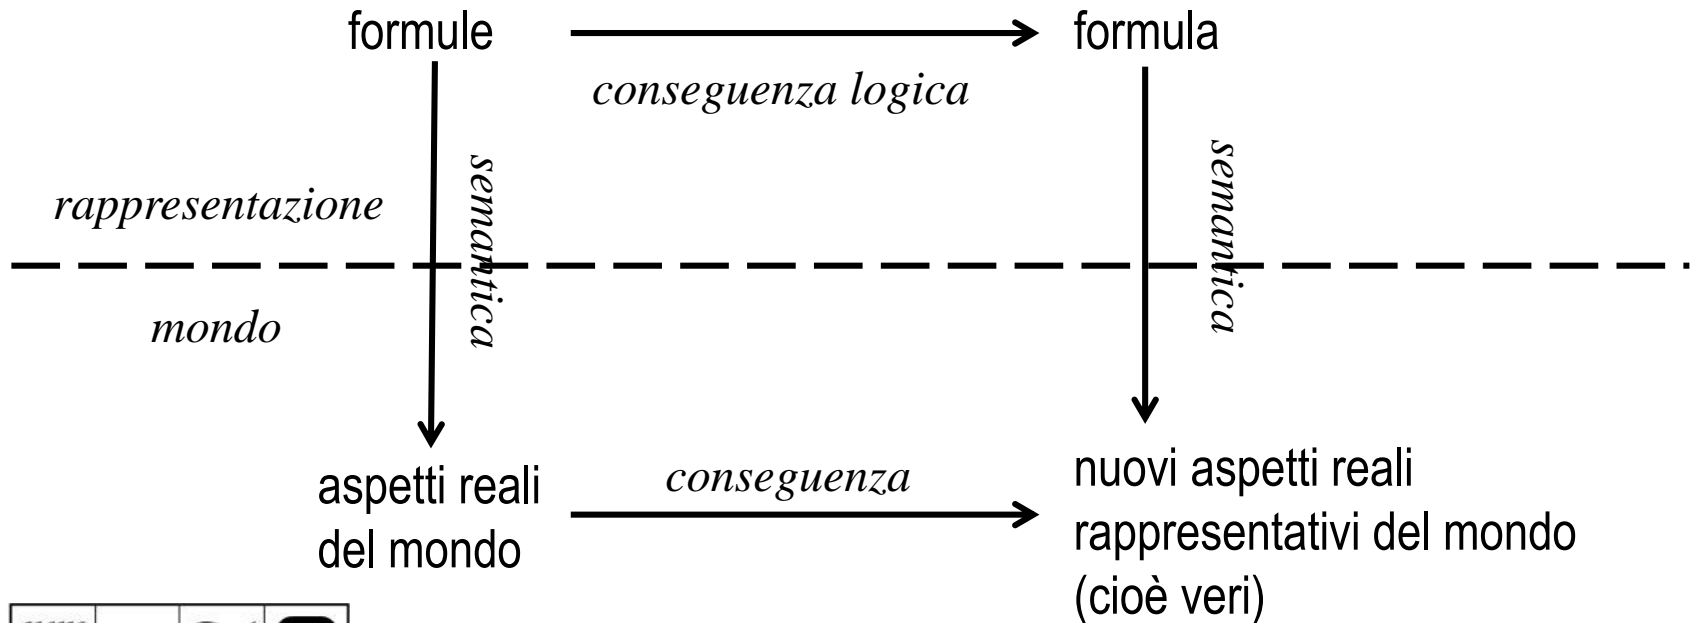 formule
formula
conseguenza logica
semantica
semantica
rappresentazione
mondo
aspetti reali
del mondo
conseguenza
nuovi aspetti reali
rappresentativi del mondo
(cioè veri)